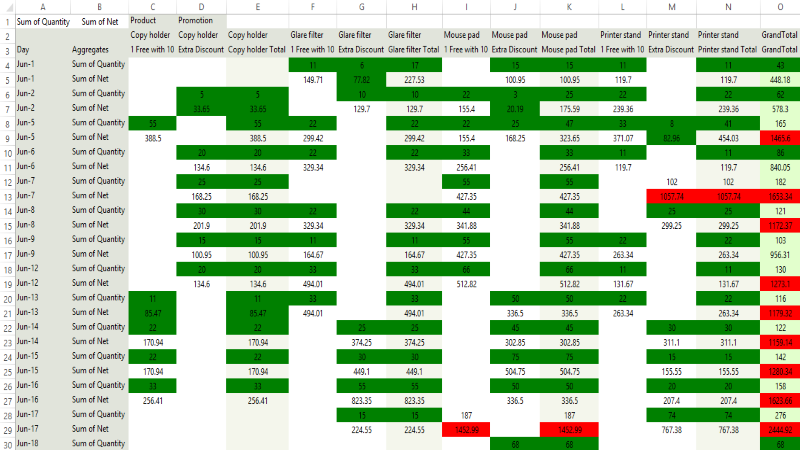 A B C D E F G H I J K L M N O
1 Sum of Quantity Sum of Net Product Promotion
2 Copy holder Copy holder Copy holder Glare filter Glare filter Glare filter Mouse pad Mouse pad Mouse pad Printer stand Printer stand Printer stand GrandTotal
3 Day Aggregates 1 Free with 10 Extra Discount Copy holder Total 1 Free with 10 Extra Discount Glare filter Total 1 Free with 10 Extra Discount Mouse pad Total 1 Free with 10 Extra Discount Printer stand Total GrandTotal
4 Jun-1 Sum of Quantity 11 6 17 15 15 11 11 43
5 Jun-1 Sum of Net 149.71 77.82 227.53 100.95 100.95 119.7 119.7 448.18
6 Jun-2 Sum of Quantity 5 5 10 10 22 3 25 22 22 62
7 Jun-2 Sum of Net 33.65 33.65 129.7 129.7 155.4 20.19 175.59 239.36 239.36 578.3
8 Jun-5 Sum of Quantity 55 55 22 22 22 25 47 33 8 41 165
9 Jun-5 Sum of Net 388.5 388.5 299.42 299.42 155.4 168.25 323.65 371.07 82.96 454.03 1465.6
10 Jun-6 Sum of Quantity 20 20 22 22 33 33 11 11 86
11 Jun-6 Sum of Net 134.6 134.6 329.34 329.34 256.41 256.41 119.7 119.7 840.05
12 Jun-7 Sum of Quantity 25 25 55 55 102 102 182
13 Jun-7 Sum of Net 168.25 168.25 427.35 427.35 1057.74 1057.74 1653.34
14 Jun-8 Sum of Quantity 30 30 22 22 44 44 25 25 121
15 Jun-8 Sum of Net 201.9 201.9 329.34 329.34 341.88 341.88 299.25 299.25 1172.37
16 Jun-9 Sum of Quantity 15 15 11 11 55 55 22 22 103
17 Jun-9 Sum of Net 100.95 100.95 164.67 164.67 427.35 427.35 263.34 263.34 956.31
18 Jun-12 Sum of Quantity 20 20 33 33 66 66 11 11 130
19 Jun-12 Sum of Net 134.6 134.6 494.01 494.01 512.82 512.82 131.67 131.67 1273.1
20 Jun-13 Sum of Quantity 11 11 33 33 50 50 22 22 116
21 Jun-13 Sum of Net 85.47 85.47 494.01 494.01 336.5 336.5 263.34 263.34 1179.32
22 Jun-14 Sum of Quantity 22 22 25 25 45 45 30 30 122
23 Jun-14 Sum of Net 170.94 170.94 374.25 374.25 302.85 302.85 311.1 311.1 1159.14
24 Jun-15 Sum of Quantity 22 22 30 30 75 75 15 15 142
25 Jun-15 Sum of Net 170.94 170.94 449.1 449.1 504.75 504.75 155.55 155.55 1280.34
26 Jun-16 Sum of Quantity 33 33 55 55 50 50 20 20 158
27 Jun-16 Sum of Net 256.41 256.41 823.35 823.35 336.5 336.5 207.4 207.4 1623.66
28 Jun-17 Sum of Quantity 15 15 187 187 74 74 276
29 Jun-17 Sum of Net 224.55 224.55 1452.99 1452.99 767.38 767.38 2444.92
30 Jun-18 Sum of Quantity 68 68 68